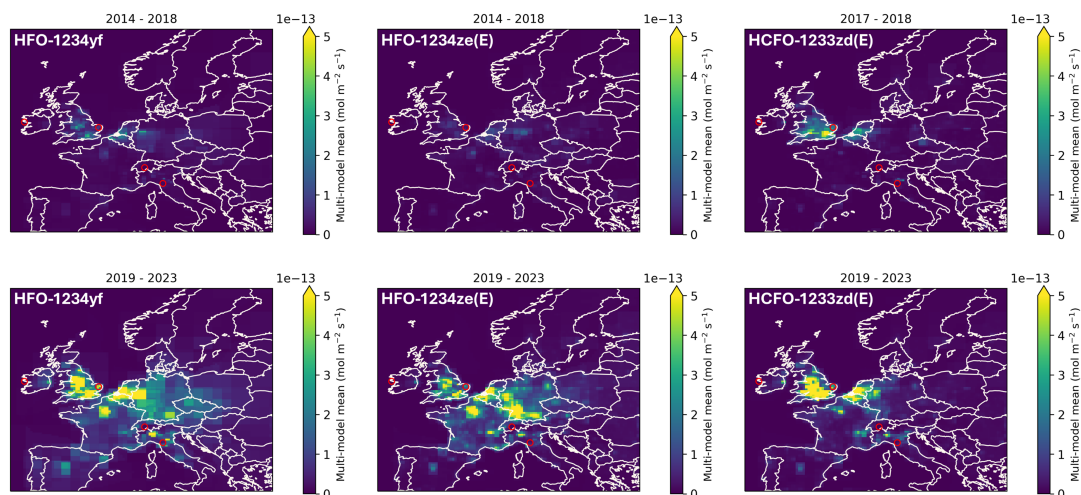 2014 - 2018
1e−13
HFO-1234yf
5
4
3
2
1
0
Multi-model mean (mol m⁻² s⁻¹)
2014 - 2018
1e−13
HFO-1234ze(E)
5
4
3
2
1
0
Multi-model mean (mol m⁻² s⁻¹)
2017 - 2018
1e−13
HCFO-1233zd(E)
5
4
3
2
1
0
Multi-model mean (mol m⁻² s⁻¹)
2019 - 2023
1e−13
HFO-1234yf
5
4
3
2
1
0
Multi-model mean (mol m⁻² s⁻¹)
2019 - 2023
1e−13
HFO-1234ze(E)
5
4
3
2
1
0
Multi-model mean (mol m⁻² s⁻¹)
2019 - 2023
1e−13
HCFO-1233zd(E)
5
4
3
2
1
0
Multi-model mean (mol m⁻² s⁻¹)